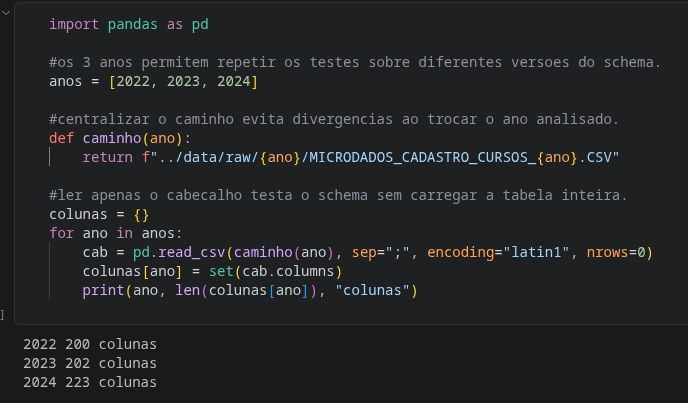 import pandas as pd
#os 3 anos permitem repetir os testes sobre diferentes versoes do schema.
anos = [2022, 2023, 2024]
#centralizar o caminho evita divergencias ao trocar o ano analisado.
def caminho(ano):
    return f"../data/raw/{ano}/MICRODADOS_CADASTRO_CURSOS_{ano}.CSV"
#ler apenas o cabecalho testa o schema sem carregar a tabela inteira.
colunas = {}
for ano in anos:
    cab = pd.read_csv(caminho(ano), sep=";", encoding="latin1", nrows=0)
    colunas[ano] = set(cab.columns)
    print(ano, len(colunas[ano]), "colunas")
]
2022 200 colunas
2023 202 colunas
2024 223 colunas